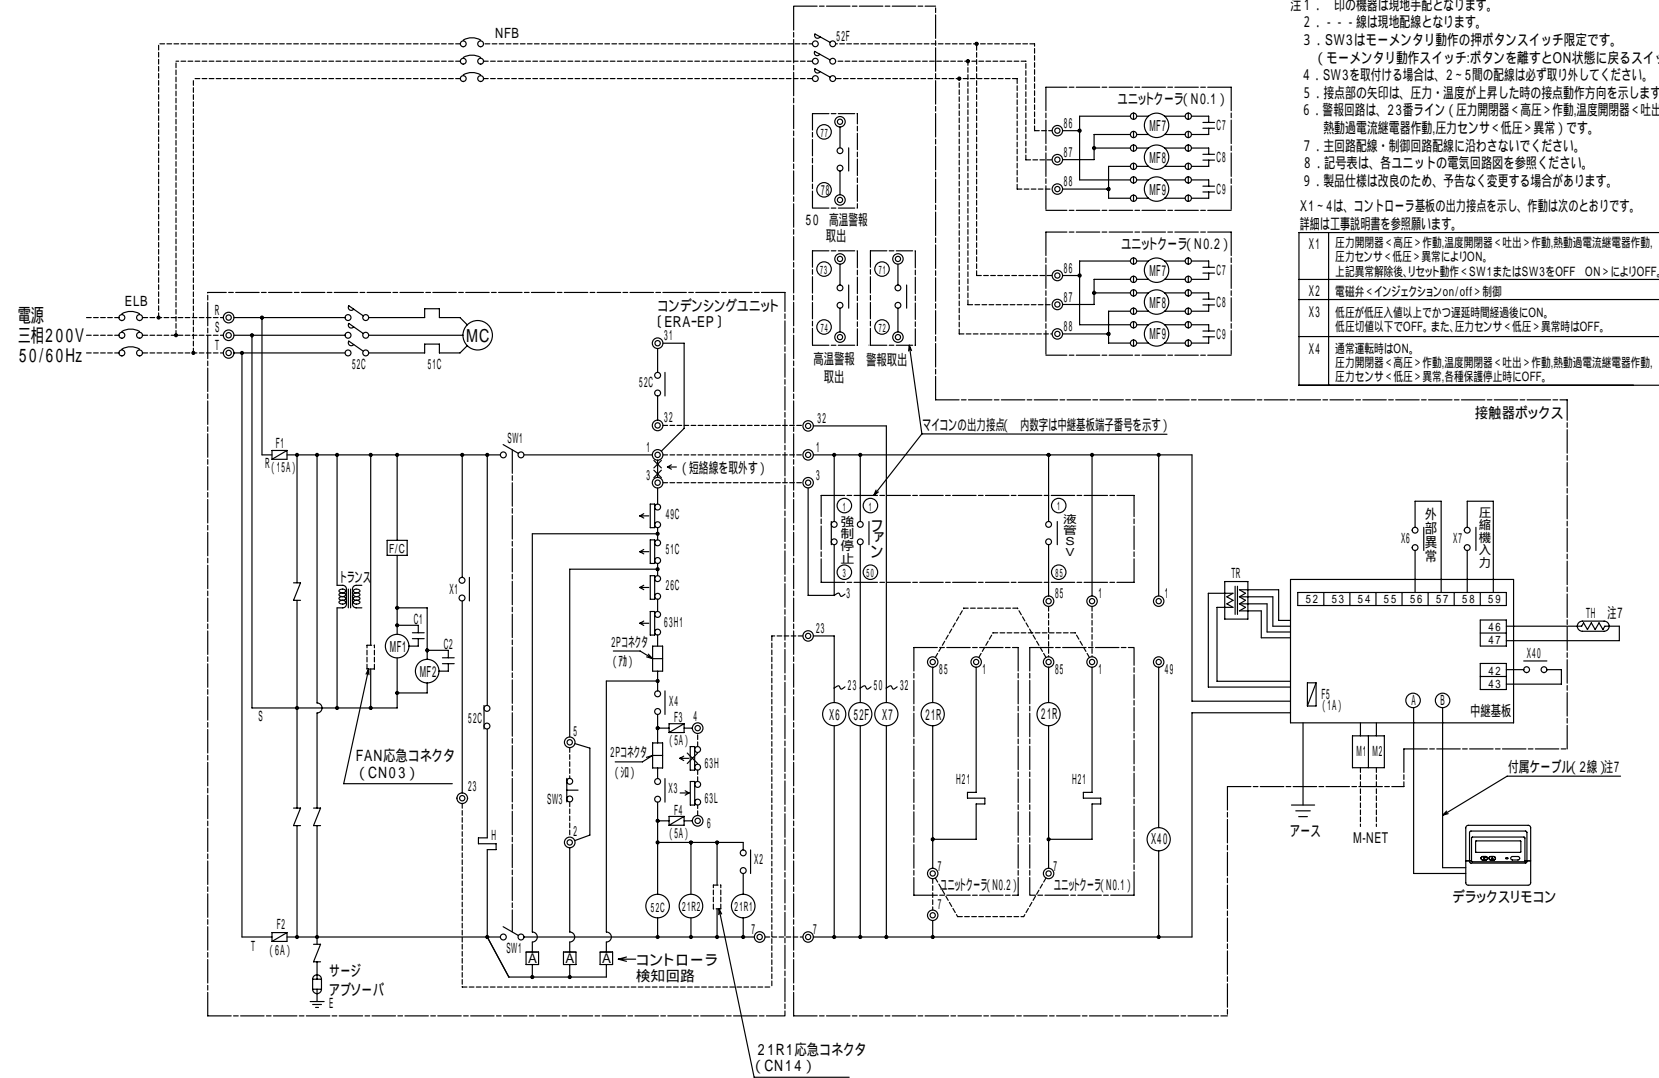 注1. 印の機器は現地手配となります。
2. - - - 線は現地配線となります。
3. SW3はモーメンタリ動作の押ボタンスイッチ限定です。
(モーメンタリ動作スイッチ:ボタンを離すとON状態に戻るスイッ
4. SW3を取付ける場合は、2~5間の配線は必ず取り外してください。
5. 接点部の矢印は、圧力・温度が上昇した時の接点動作方向を示します
6. 警報回路は、23番ライン(圧力開閉器<高圧>作動,温度開閉器<吐出
熱動過電流継電器作動,圧力センサ<低圧>異常)です。
7. 主回路配線・制御回路配線に沿わさないでください。
8. 記号表は、各ユニットの電気回路図を参照ください。
9. 製品仕様は改良のため、予告なく変更する場合があります。
X1~4は、コントローラ基板の出力接点を示し、作動は次のとおりです。
詳細は工事説明書を参照願います。
X1 圧力開閉器<高圧>作動,温度開閉器<吐出>作動,熱動過電流継電器作動,
圧力センサ<低圧>異常によりON。
上記異常解除後、リセット動作<SW1またはSW3をOFF ON>によりOFF。
X2 電磁弁<インジェクションon/off>制御
X3 低圧が低圧入値以上でかつ遅延時間経過後にON。
低圧切値以下でOFF。また、圧力センサ<低圧>異常時はOFF。
X4 通常運転時はON。
圧力開閉器<高圧>作動,温度開閉器<吐出>作動,熱動過電流継電器作動,
圧力センサ<低圧>異常,各種保護停止時にOFF。
NFB
52F
ユニットクーラ(NO.1)
86
MF7
C7
87
MF8
C8
88
MF9
C9
77
78
50 高温警報
取出
ユニットクーラ(NO.2)
86
MF7
C7
87
MF8
C8
88
MF9
C9
73
74
71
72
高温警報
取出
警報取出
電源
三相200V
50/60Hz
ELB
R
S
T
52C
51C
MC
コンデンシングユニット
[ERA-EP]
31
52C
32
32
マイコンの出力接点( 内数字は中継基板端子番号を示す)
接触器ボックス
F1
R (15A)
SW1
1
(短絡線を取外す)
3
1
3
49C
51C
26C
63H1
2Pコネクタ
(アカ)
X4
F3
(5A)
4
2Pコネクタ
(シロ)
63H
X3
63L
F4
(5A)
6
X2
F/C
トランス
C1
C2
MF1
MF2
X1
S
FAN応急コネクタ
(CN03)
52C
23
H
5
SW3
2
52C
21R2
21R1
F2
T (6A)
SW1
7
7
A
A
A
コントローラ
検知回路
サージ
アブソーバ
E
21R1応急コネクタ
(CN14)
1
強制停止
3
1
ファン
50
1
液管SV
85
3
23
85
1
1
85
1
85
1
49
23
50
32
X6
52F
X7
21R
21R
H21
H21
X40
7
7
ユニットクーラ(NO.2)
ユニットクーラ(NO.1)
7
TR
X6
外部異常
X7
圧縮機入力
52 53 54 55 56 57 58 59
46
47
TH 注7
42
43
X40
F5
(1A)
A
B
中継基板
M1 M2
アース
M-NET
付属ケーブル(2線)注7
デラックスリモコン